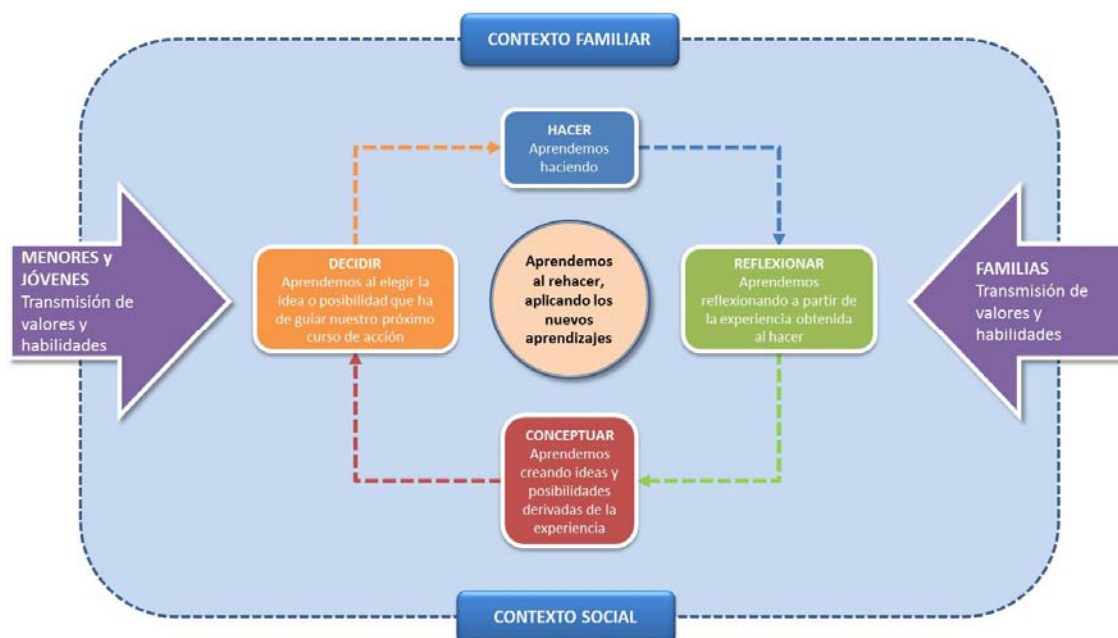 CONTEXTO FAMILIAR
HACER
Aprendemos
haciendo
MENORES y
JÓVENES
Transmisión de
valores y
habilidades
DECIDIR
Aprendemos al elegir la
idea o posibilidad que ha
de guiar nuestro próximo
curso de acción
Aprendemos
al rehacer,
aplicando los
nuevos
aprendizajes
REFLEXIONAR
Aprendemos
reflexionando a partir de
la experiencia obtenida
al hacer
FAMILIAS
Transmisión de
valores y
habilidades
CONCEPTUAR
Aprendemos
creando ideas y
posibilidades
derivadas de la
experiencia
CONTEXTO SOCIAL